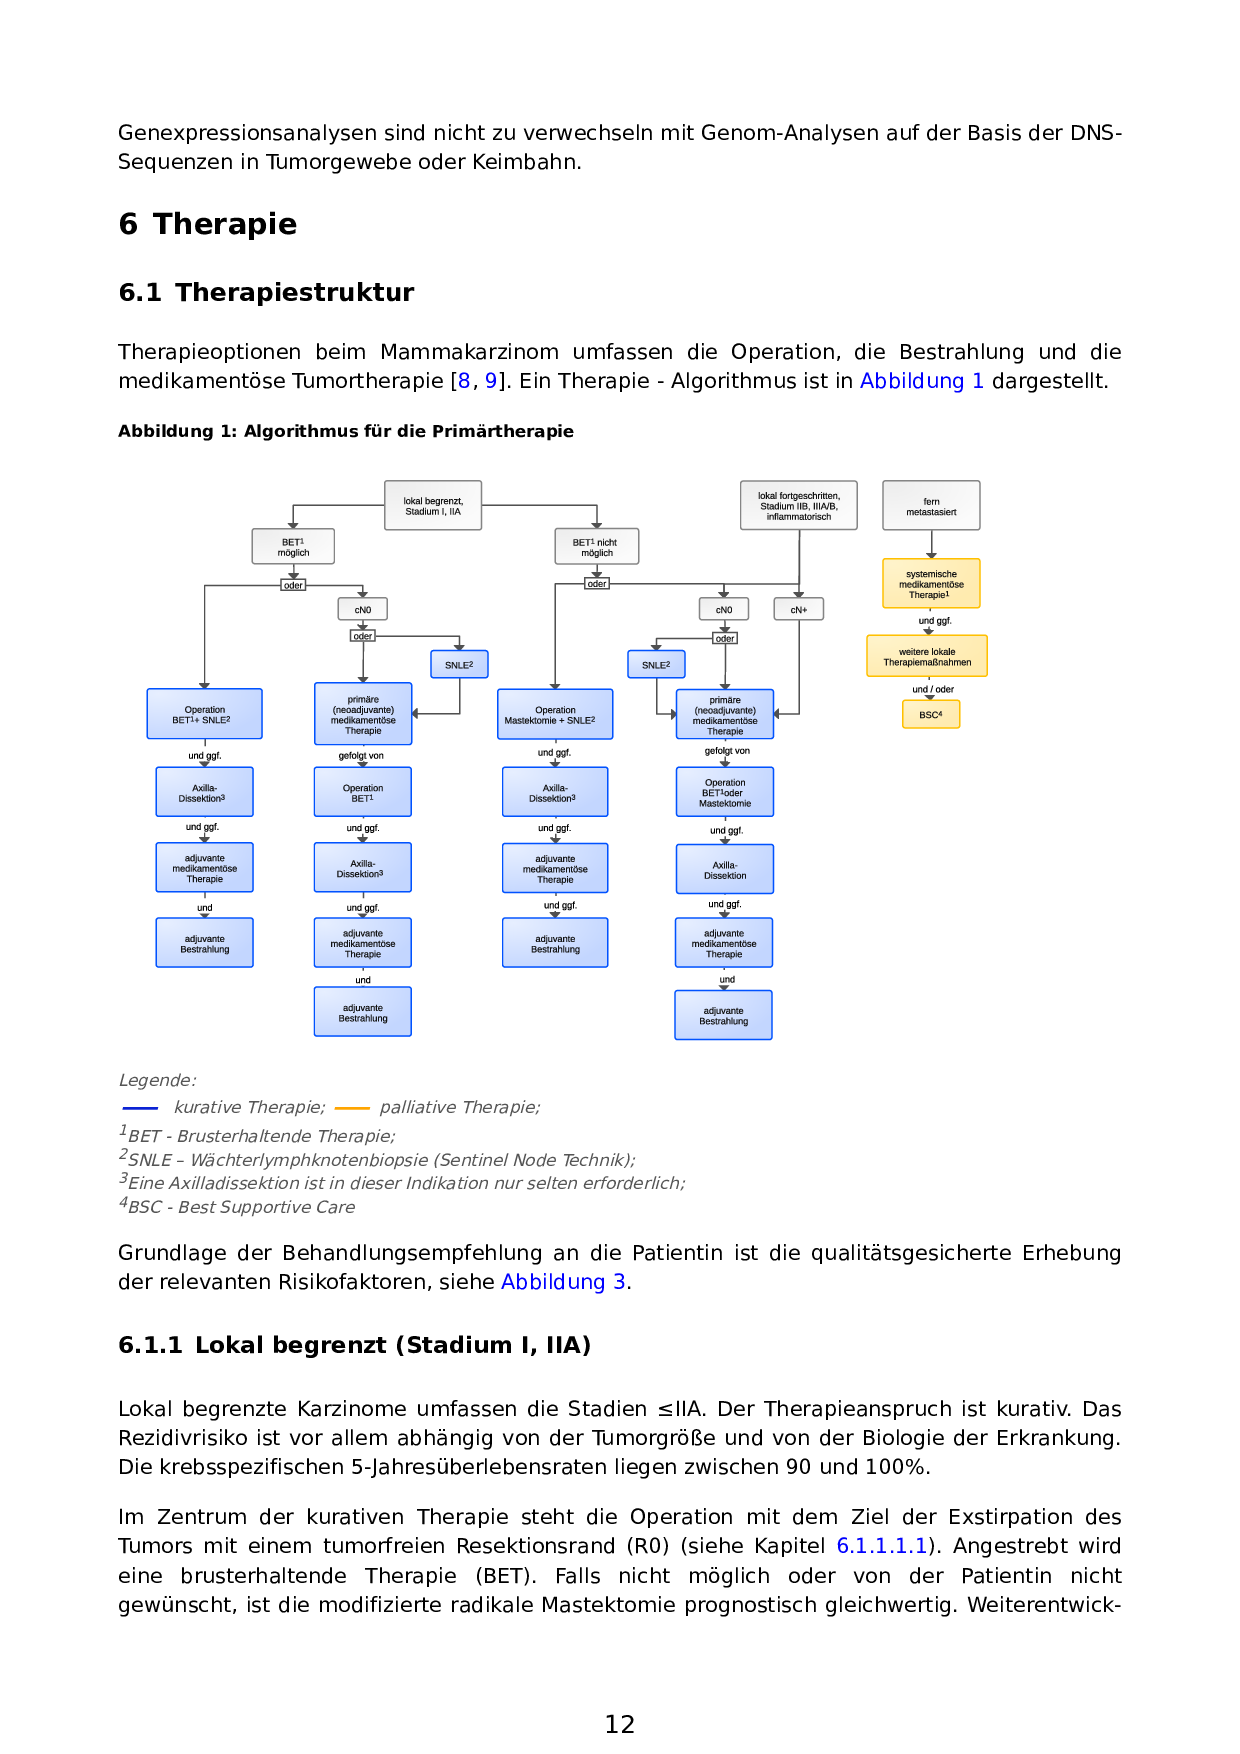 Genexpressionsanalysen sind nicht zu verwechseln mit Genom-Analysen auf der Basis der DNS-
Sequenzen in Tumorgewebe oder Keimbahn.
6 Therapie
6.1 Therapiestruktur
Therapieoptionen beim Mammakarzinom umfassen die Operation, die Bestrahlung und die
medikamentöse Tumortherapie [8, 9]. Ein Therapie - Algorithmus ist in Abbildung 1 dargestellt.
Abbildung 1: Algorithmus für die Primärtherapie
lokal begrenzt,
Stadium I, IIA
lokal fortgeschritten,
Stadium IIB, IIIA/B,
inflammatorisch
fern
metastasiert
BET¹
möglich
BET¹ nicht
möglich
oder
oder
cN0
oder
SNLE²
cN0
cN+
oder
SNLE²
Operation
BET¹+ SNLE²
und ggf.
Axilla-
Dissektion³
und ggf.
adjuvante
medikamentöse
Therapie
und
adjuvante
Bestrahlung
primäre
(neoadjuvante)
medikamentöse
Therapie
gefolgt von
Operation
BET¹
und ggf.
Axilla-
Dissektion³
und ggf.
adjuvante
medikamentöse
Therapie
und
adjuvante
Bestrahlung
Operation
Mastektomie + SNLE²
und ggf.
Axilla-
Dissektion³
und ggf.
adjuvante
medikamentöse
Therapie
und ggf.
adjuvante
Bestrahlung
primäre
(neoadjuvante)
medikamentöse
Therapie
gefolgt von
Operation
BET¹oder
Mastektomie
und ggf.
Axilla-
Dissektion
und ggf.
adjuvante
medikamentöse
Therapie
und
adjuvante
Bestrahlung
systemische
medikamentöse
Therapie¹
und ggf.
weitere lokale
Therapiemaßnahmen
und / oder
BSC⁴
Legende:
kurative Therapie; palliative Therapie;
¹BET - Brusterhaltende Therapie;
²SNLE – Wächterlymphknotenbiopsie (Sentinel Node Technik);
³Eine Axilladissektion ist in dieser Indikation nur selten erforderlich;
⁴BSC - Best Supportive Care
Grundlage der Behandlungsempfehlung an die Patientin ist die qualitätsgesicherte Erhebung
der relevanten Risikofaktoren, siehe Abbildung 3.
6.1.1 Lokal begrenzt (Stadium I, IIA)
Lokal begrenzte Karzinome umfassen die Stadien ≤IIA. Der Therapieanspruch ist kurativ. Das
Rezidivrisiko ist vor allem abhängig von der Tumorgröße und von der Biologie der Erkrankung.
Die krebsspezifischen 5-Jahresüberlebensraten liegen zwischen 90 und 100%.
Im Zentrum der kurativen Therapie steht die Operation mit dem Ziel der Exstirpation des
Tumors mit einem tumorfreien Resektionsrand (R0) (siehe Kapitel 6.1.1.1.1). Angestrebt wird
eine brusterhaltende Therapie (BET). Falls nicht möglich oder von der Patientin nicht
gewünscht, ist die modifizierte radikale Mastektomie prognostisch gleichwertig. Weiterentwick-
12